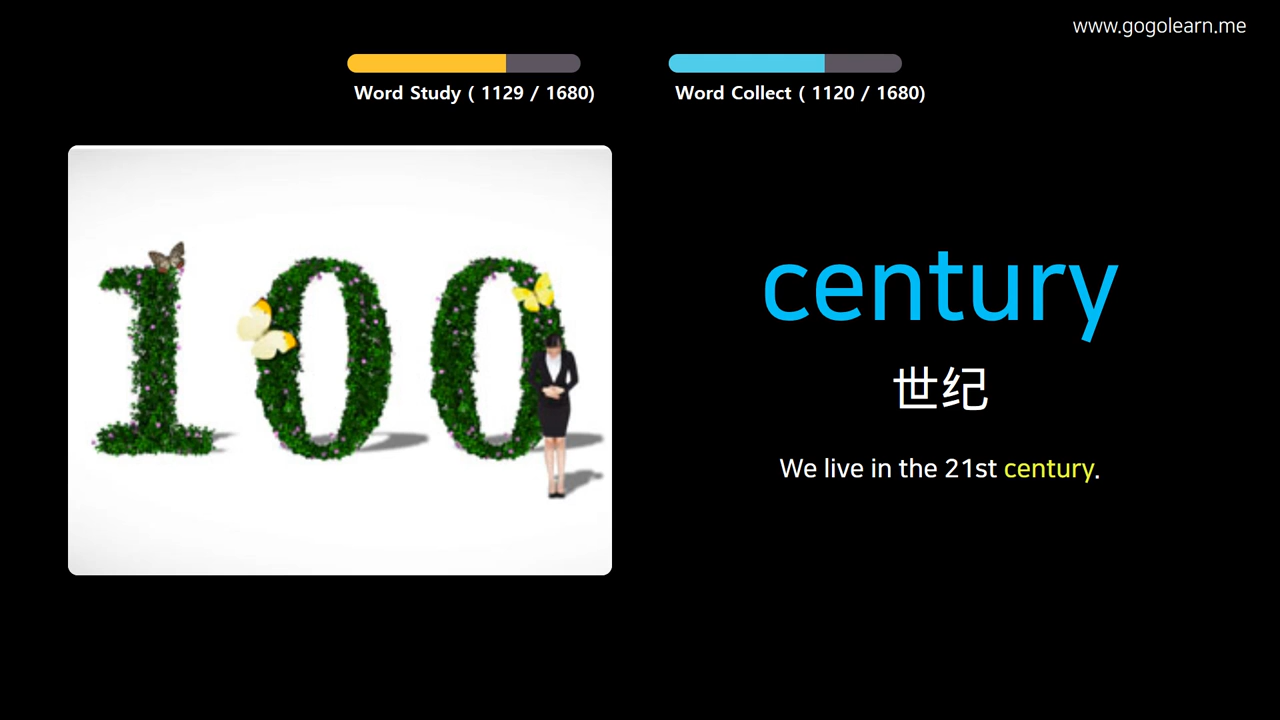 www.gogolearn.me
Word Study ( 1129 / 1680)
Word Collect ( 1120 / 1680)
100
century
世纪
We live in the 21st century.